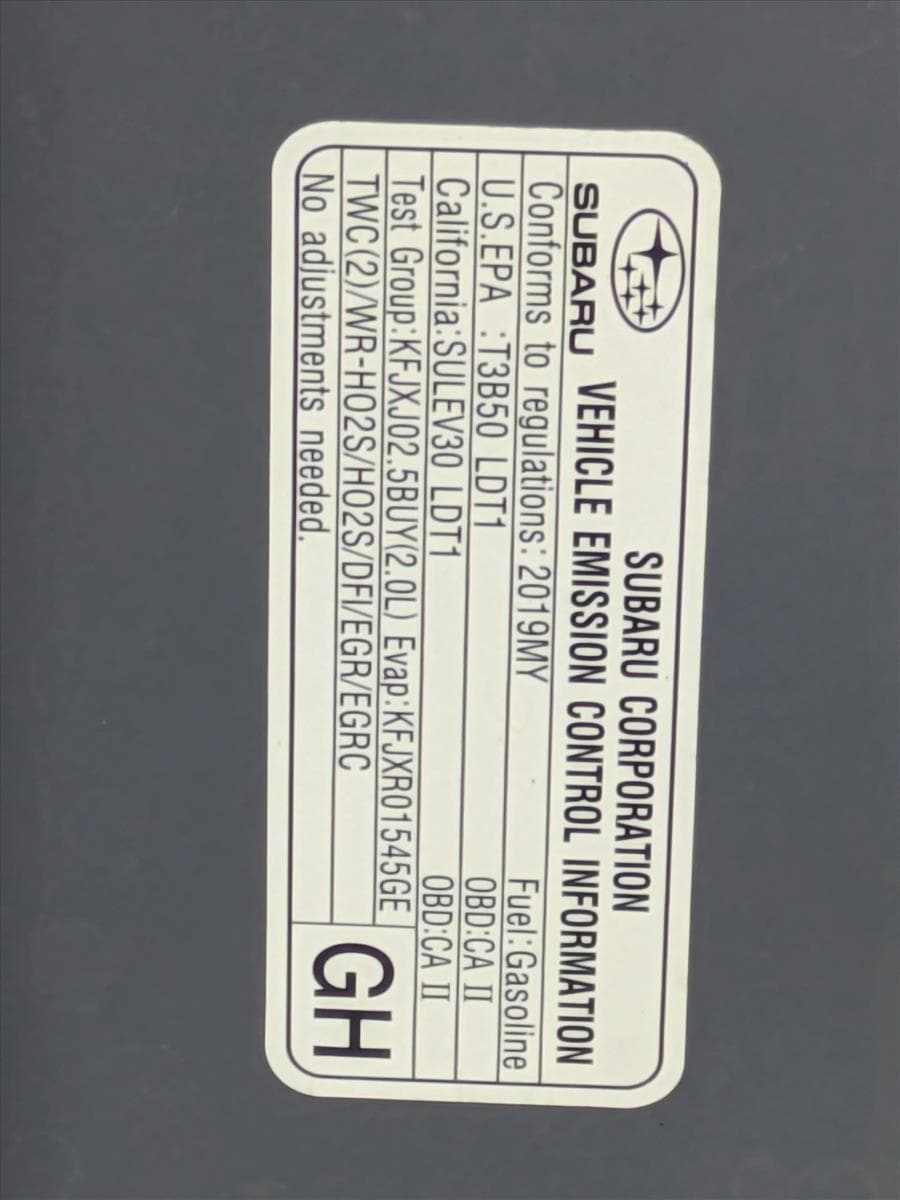 SUBARU CORPORATION
SUBARU VEHICLE EMISSION CONTROL INFORMATION
Conforms to regulations:2019MY Fuel:Gasoline
U.S.EPA :T3B50 LDT1 OBD:CA II
California:SULEV30 LDT1 OBD:CA II
Test Group:KFJXJ02.5BUY(2.0L) Evap:KFJXR01545GE
TWC(2)/WR-HO2S/HO2S/DFI/EGR/EGRC
No adjustments needed.
GH